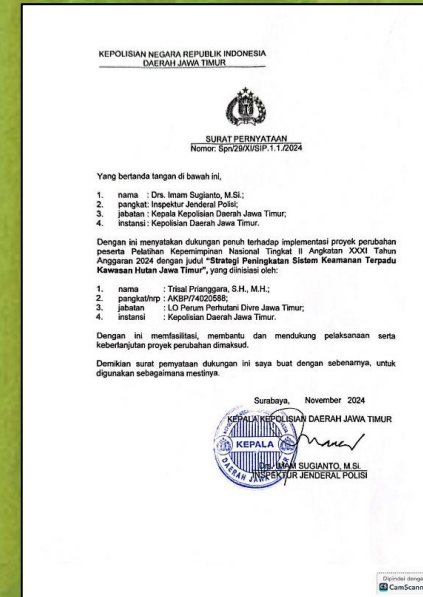 KEPOLISIAN NEGARA REPUBLIK INDONESIA
DAERAH JAWA TIMUR
SURAT PERNYATAAN
Nomor: Spn/29/XI/SIP.1.1./2024
Yang bertanda tangan di bawah ini,
1. nama : Drs. Imam Sugianto, M.Si.;
2. pangkat: Inspektur Jenderal Polisi;
3. jabatan : Kepala Kepolisian Daerah Jawa Timur;
4. instansi : Kepolisian Daerah Jawa Timur.
Dengan ini menyatakan dukungan penuh terhadap implementasi proyek perubahan
peserta Pelatihan Kepemimpinan Nasional Tingkat II Angkatan XXXI Tahun
Anggaran 2024 dengan judul "Strategi Peningkatan Sistem Keamanan Terpadu
Kawasan Hutan Jawa Timur", yang diinisiasi oleh:
1. nama : Trisal Prianggara, S.H., M.H.;
2. pangkat/nrp : AKBP/74020588;
3. jabatan : LO Perum Perhutani Divre Jawa Timur;
4. instansi : Kepolisian Daerah Jawa Timur.
Dengan ini memfasilitasi, membantu dan mendukung pelaksanaan serta
keberlanjutan proyek perubahan dimaksud.
Demikian surat pernyataan dukungan ini saya buat dengan sebenarnya, untuk
digunakan sebagaimana mestinya.
Surabaya, November 2024
KEPALA KEPOLISIAN DAERAH JAWA TIMUR
KEPALA
DAERAH JAWA TIMUR
Drs. IMAM SUGIANTO, M.Si.
INSPEKTUR JENDERAL POLISI
Dipindai denga
CamScann